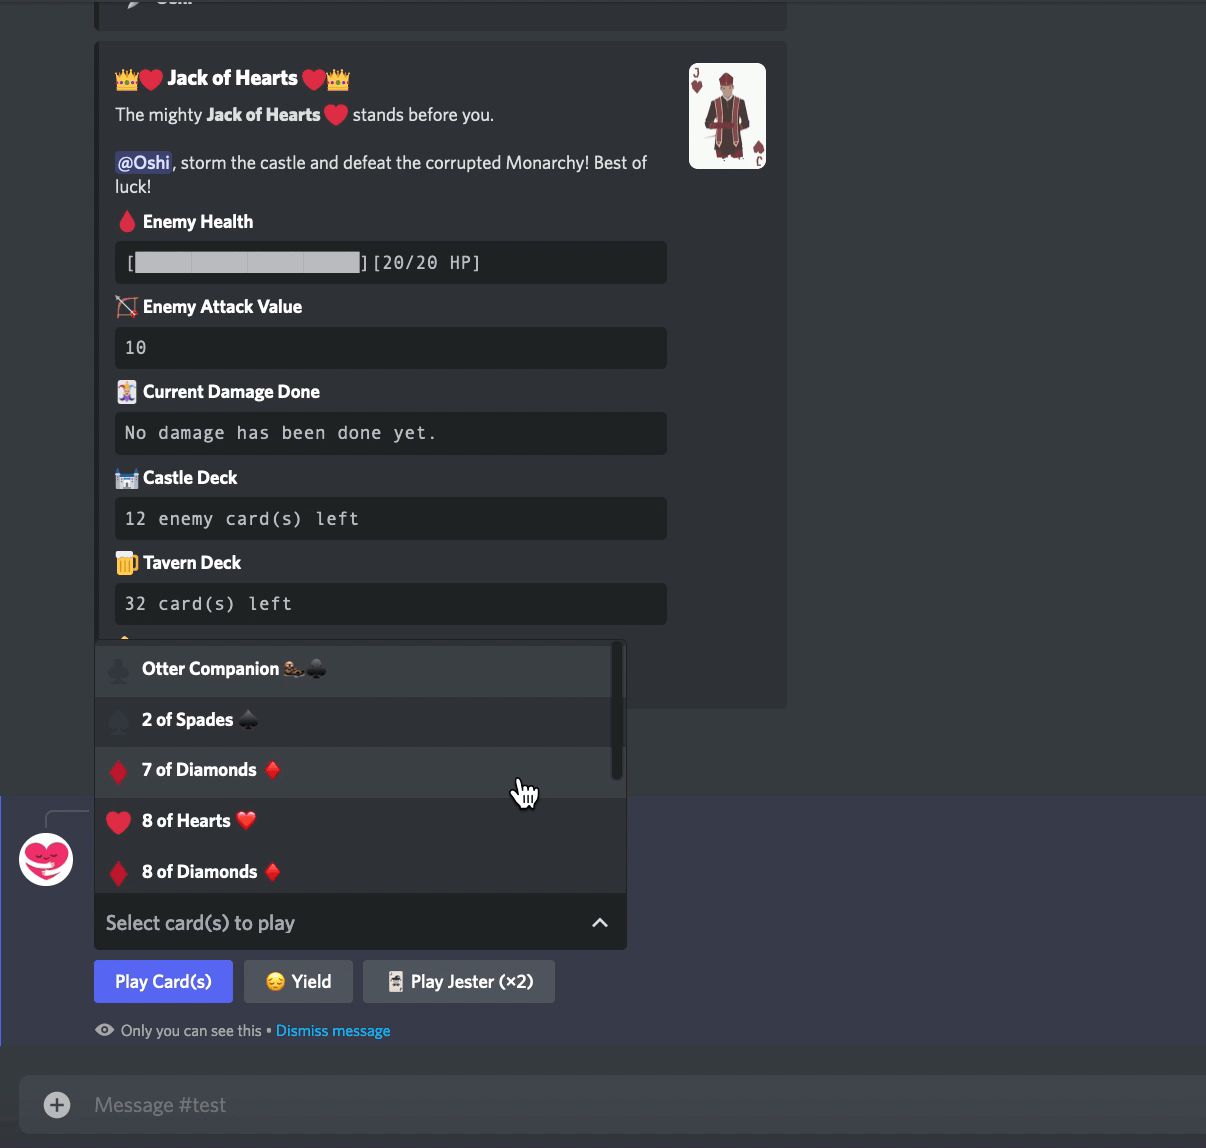 Jack of Hearts
The mighty Jack of Hearts stands before you.
@Oshi, storm the castle and defeat the corrupted Monarchy! Best of
luck!
J
J
Enemy Health
[████████████████████][20/20 HP]
Enemy Attack Value
10
Current Damage Done
No damage has been done yet.
Castle Deck
12 enemy card(s) left
Tavern Deck
32 card(s) left
Otter Companion
2 of Spades
7 of Diamonds
8 of Hearts
8 of Diamonds
Select card(s) to play
Play Card(s)
Yield
Play Jester (×2)
Only you can see this • Dismiss message
Message #test